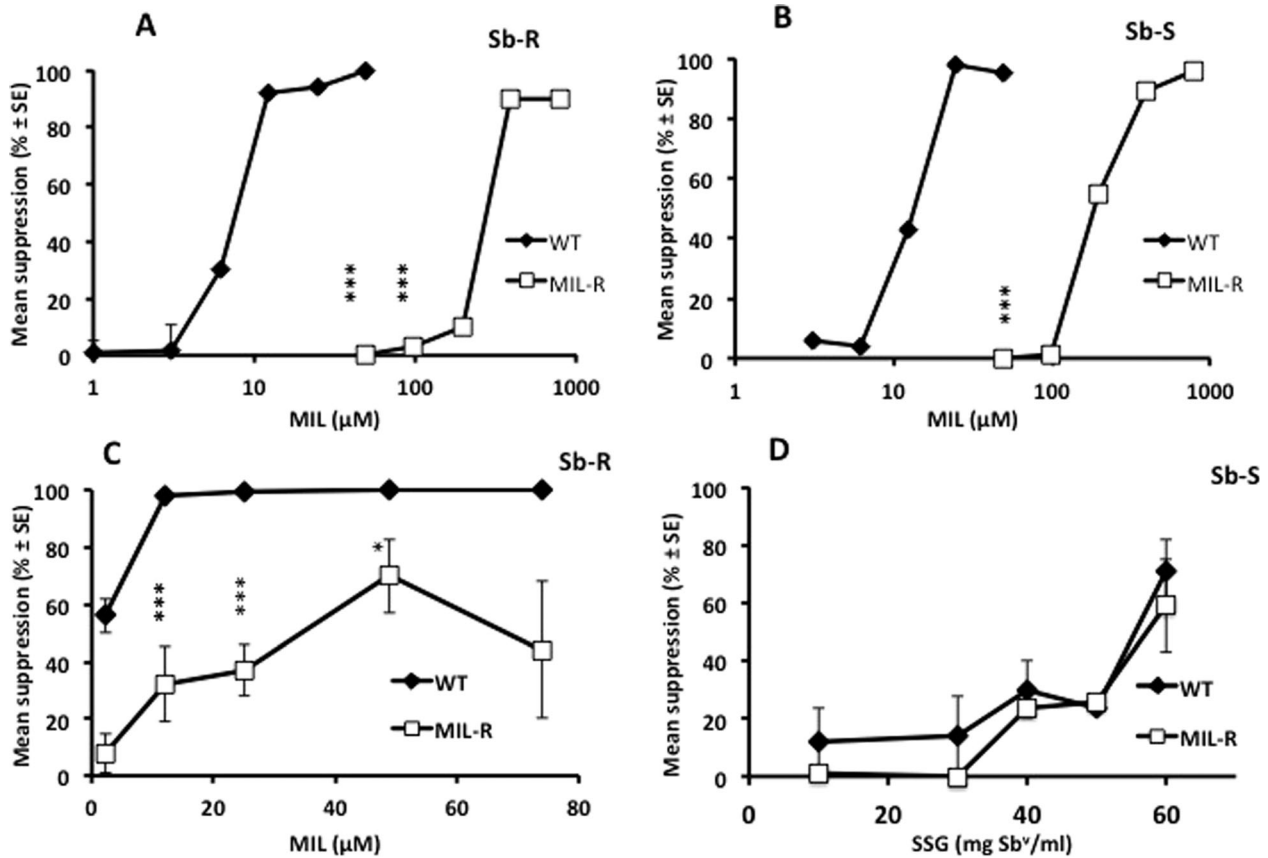 A
Sb-R
Mean suppression (% ± SE)
100
80
60
40
20
0
***
***
WT
MIL-R
1
10
100
1000
MIL (µM)
B
Sb-S
Mean suppression (% ± SE)
100
80
60
40
20
0
***
WT
MIL-R
1
10
100
1000
MIL (µM)
C
Sb-R
Mean suppression (% ± SE)
100
80
60
40
20
0
***
***
*
WT
MIL-R
0
20
40
60
80
MIL (µM)
D
Sb-S
Mean suppression (% ± SE)
100
80
60
40
20
0
WT
MIL-R
0
20
40
60
SSG (mg Sbᵛ/ml)